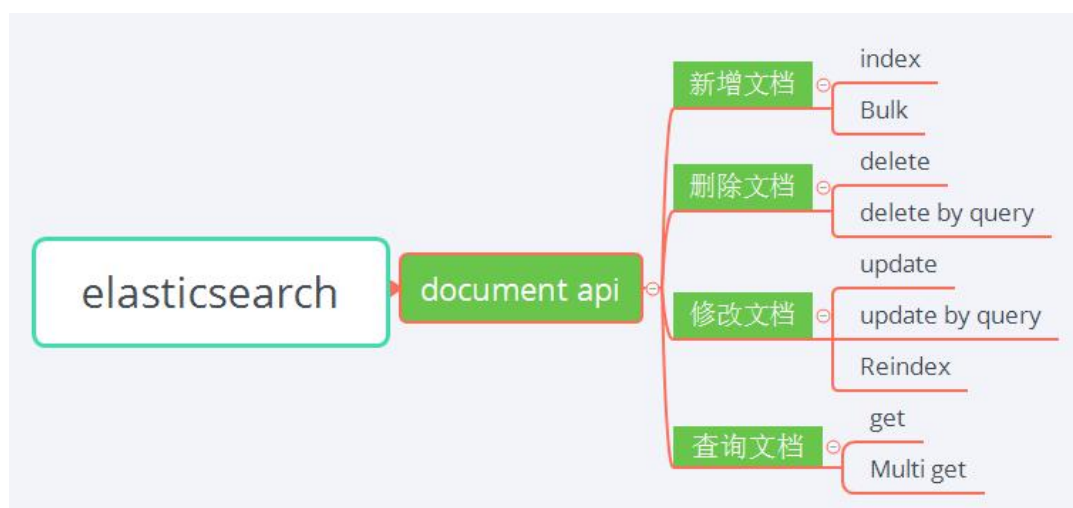 elasticsearch
document api
新增文档
index
Bulk
删除文档
delete
delete by query
修改文档
update
update by query
Reindex
查询文档
get
Multi get